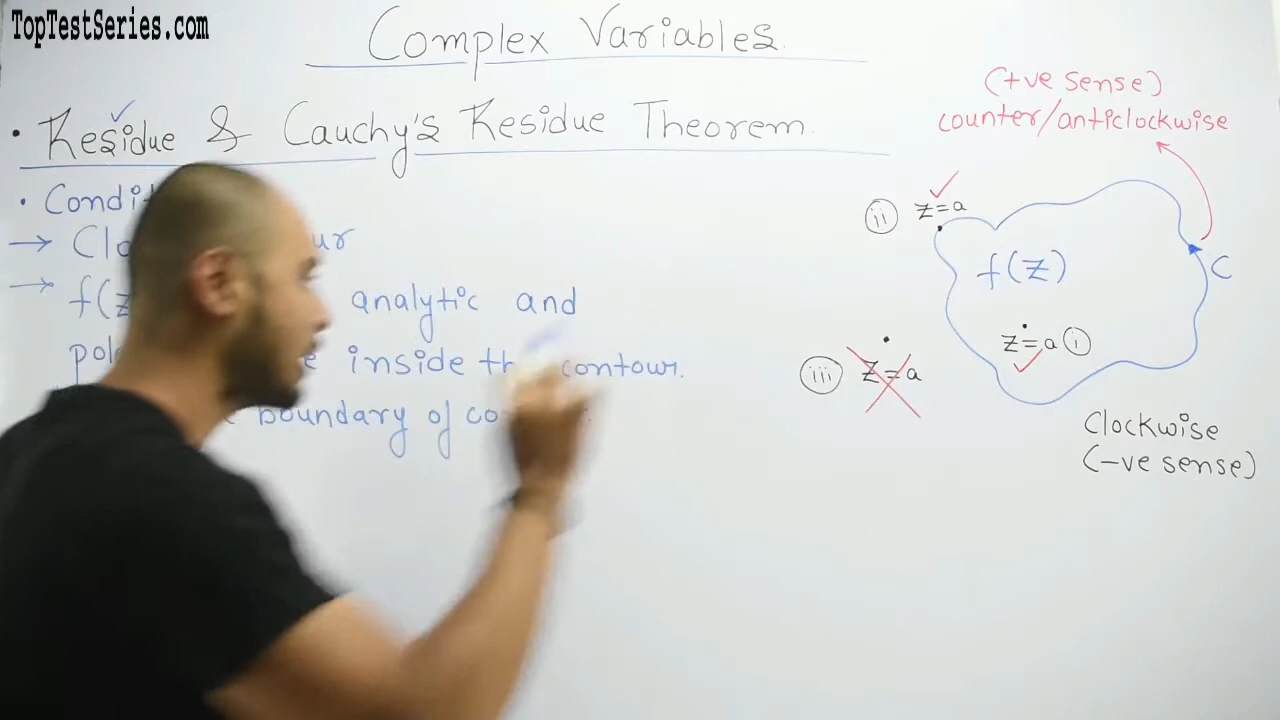 TopTestSeries.com
Complex Variables.
• Residue & Cauchy's Residue Theorem.
• Condit
→ Clo ur
→ f(z analytic and
pol e inside th contour.
boundary of co
(+ve sense)
counter/anticlockwise
(ii) z=a
f(z)
C
z=a (i)
(iii) z=a
Clockwise
(-ve sense)